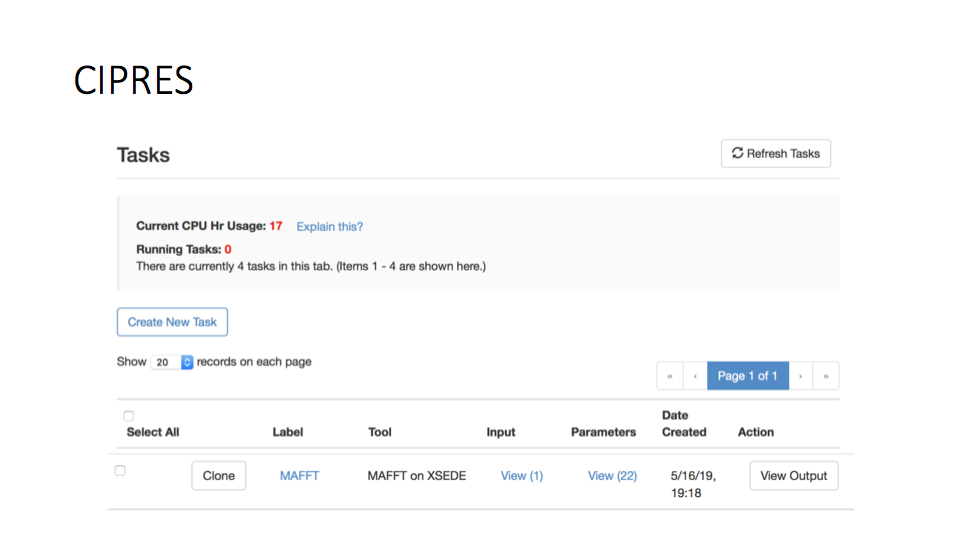 CIPRES
Tasks
Refresh Tasks
Current CPU Hr Usage: 17 Explain this?
Running Tasks: 0
There are currently 4 tasks in this tab. (Items 1 - 4 are shown here.)
Create New Task
Show 20 records on each page
« ‹ Page 1 of 1 › »
Select All Label Tool Input Parameters Date Created Action
Clone MAFFT MAFFT on XSEDE View (1) View (22) 5/16/19, 19:18 View Output